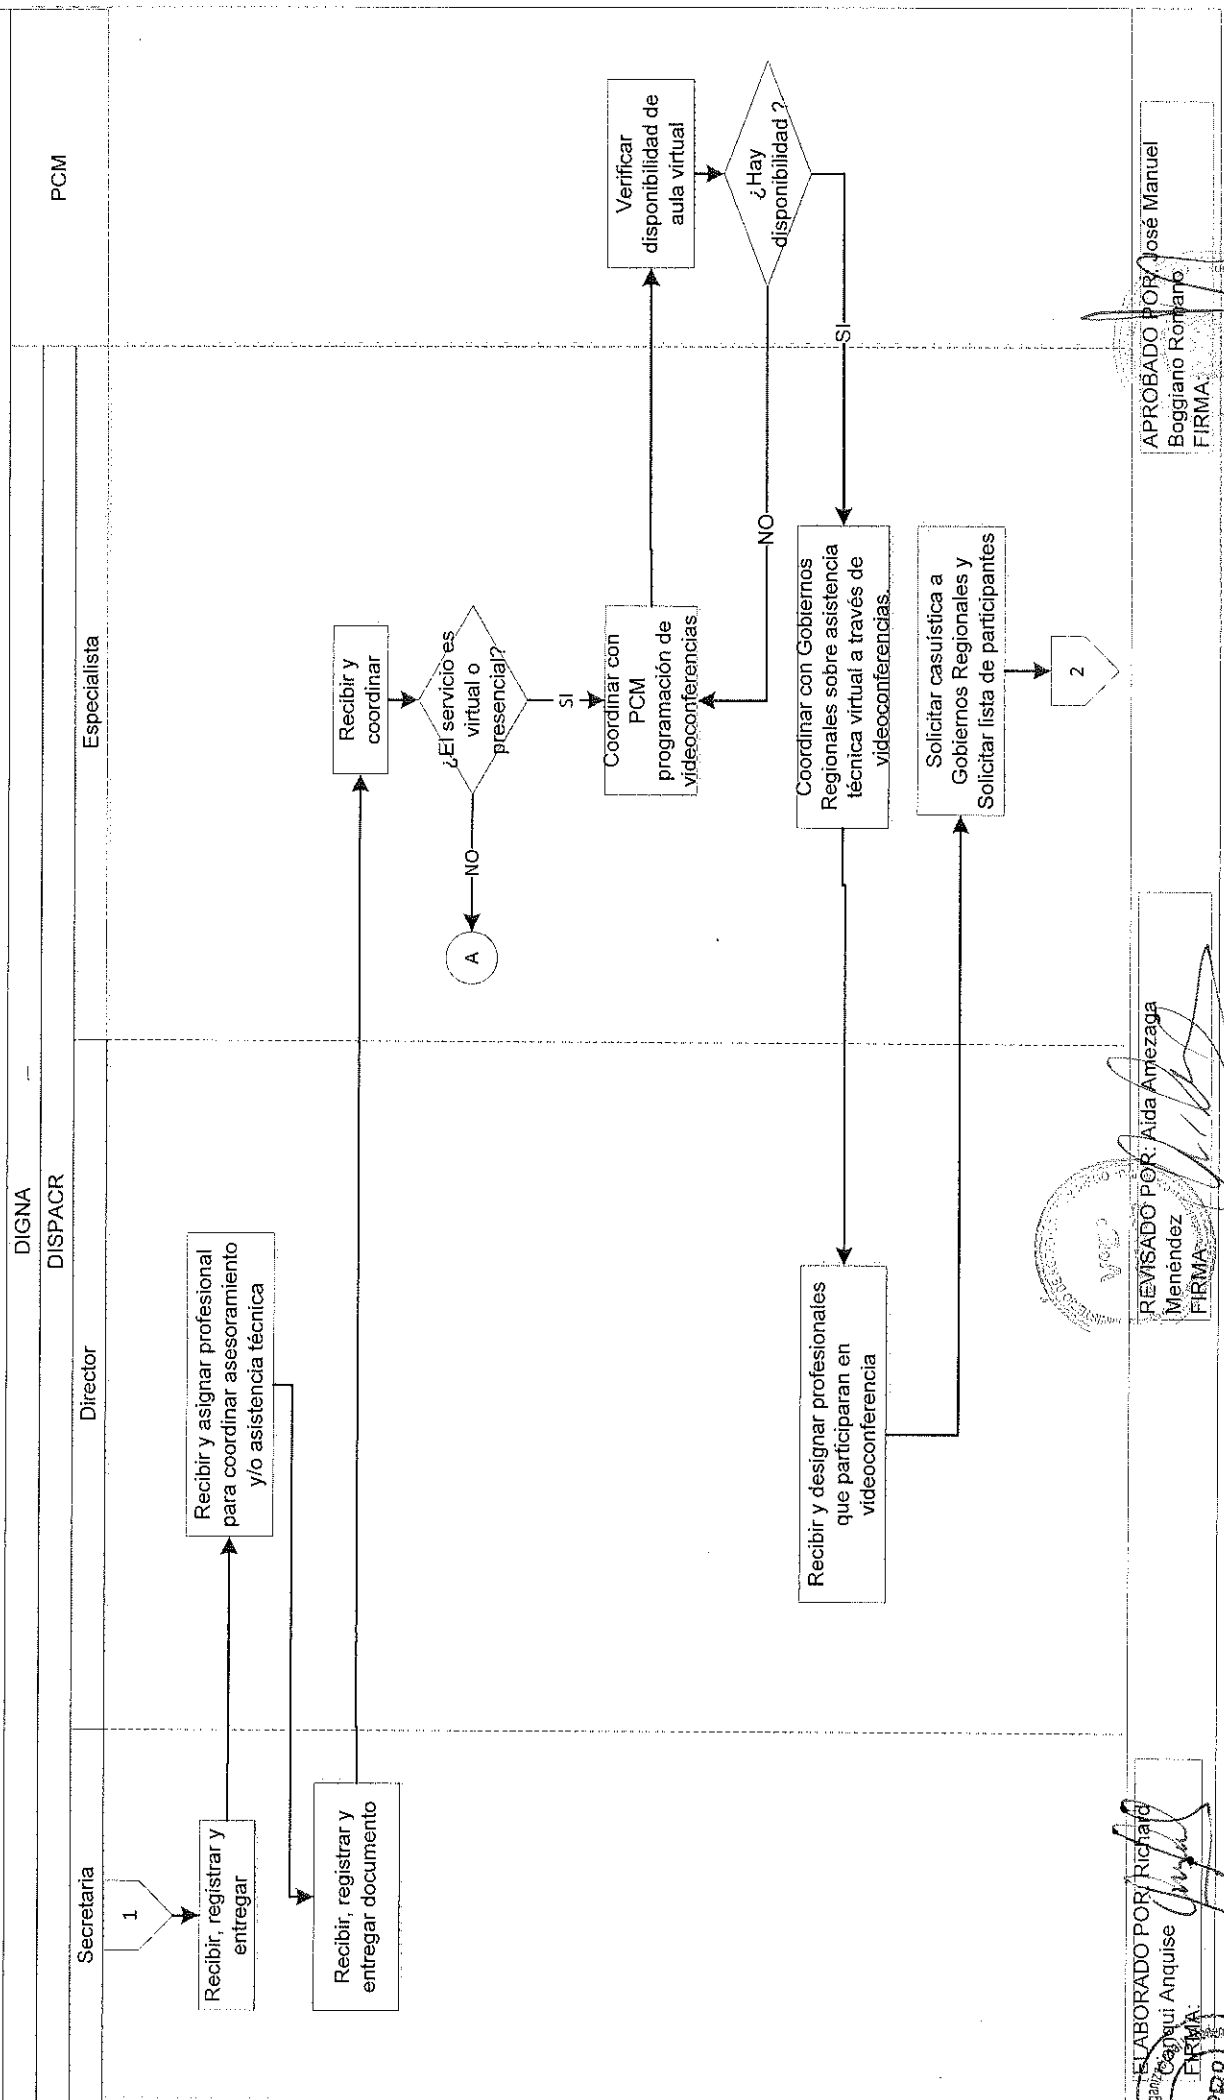 DIGNA
DISPACR
PCM
Secretaria
Director
Especialista
1
Recibir, registrar y
entregar
Recibir y asignar profesional
para coordinar asesoramiento
y/o asistencia técnica
Recibir, registrar y
entregar documento
Recibir y
coordinar
¿El servicio es
virtual o
presencial?
NO
A
SI
Coordinar con
PCM
programación de
videoconferencias
Verificar
disponibilidad de
aula virtual
¿Hay
disponibilidad ?
NO
SI
Coordinar con Gobiernos
Regionales sobre asistencia
técnica virtual a través de
videoconferencias.
Recibir y designar profesionales
que participaran en
videoconferencia
Solicitar casuística a
Gobiernos Regionales y
Solicitar lista de participantes
2
ELABORADO POR: Richard
Anquise
FIRMA:
REVISADO POR: Aida Amezaga
Menéndez
FIRMA:
APROBADO POR: José Manuel
Boggiano Romano
FIRMA:
VºBº